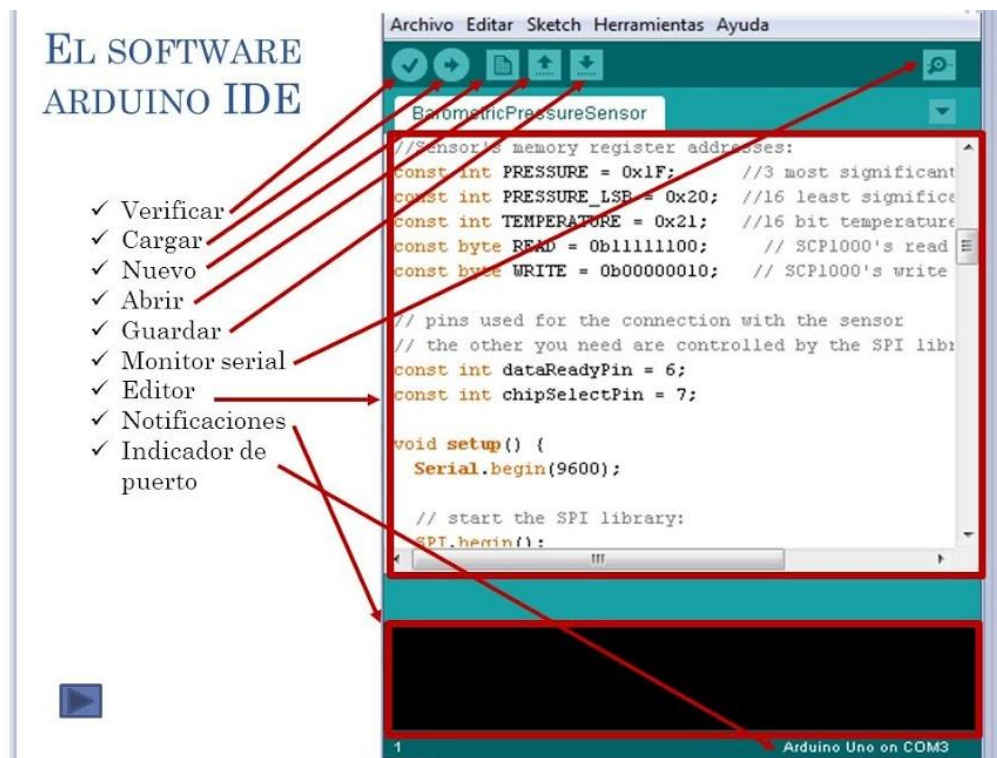 EL SOFTWARE
ARDUINO IDE
✓ Verificar
✓ Cargar
✓ Nuevo
✓ Abrir
✓ Guardar
✓ Monitor serial
✓ Editor
✓ Notificaciones
✓ Indicador de
puerto
Archivo Editar Sketch Herramientas Ayuda
BarometricPressureSensor
//Sensor's memory register addresses:
const int PRESSURE = 0x1F; //3 most significant
const int PRESSURE_LSB = 0x20; //16 least significa
const int TEMPERATURE = 0x21; //16 bit temperature
const byte READ = 0b11111100; // SCP1000's read
const byte WRITE = 0b00000010; // SCP1000's write
// pins used for the connection with the sensor
// the other you need are controlled by the SPI libr
const int dataReadyPin = 6;
const int chipSelectPin = 7;
void setup() {
Serial.begin(9600);
// start the SPI library:
SPI.begin();
1
Arduino Uno on COM3